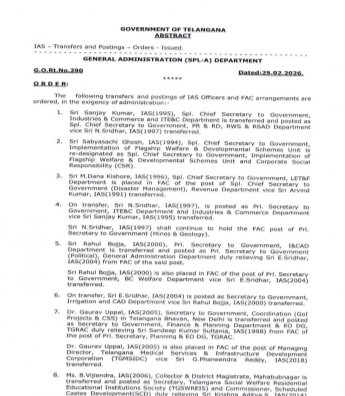 GOVERNMENT OF TELANGANA
ABSTRACT
IAS – Transfers and Postings – Orders - Issued.
GENERAL ADMINISTRATION (SPL-A) DEPARTMENT
G.O.Rt.No.290 Dated:25.02.2026.
*****
O R D E R:
The following transfers and postings of IAS Officers and FAC arrangements are
ordered, in the exigency of administration:-
1. Sri Sanjay Kumar, IAS(1995), Spl. Chief Secretary to Government,
Industries & Commerce and ITE&C Department is transferred and posted as
Spl. Chief Secretary to Government, PR & RD, RWS & RSAD Department
vice Sri N.Sridhar, IAS(1997) transferred.
2. Sri Sabyasachi Ghosh, IAS(1994), Spl. Chief Secretary to Government,
Implementation of Flagship Welfare & Developmental Schemes Unit is
re-designated as Spl. Chief Secretary to Government, Implementation of
Flagship Welfare & Developmental Schemes Unit and Corporate Social
Responsibility (CSR).
3. Sri M.Dana Kishore, IAS(1996), Spl. Chief Secretary to Government, LET&F
Department is placed in FAC of the post of Spl. Chief Secretary to
Government (Disaster Management), Revenue Department vice Sri Arvind
Kumar, IAS(1991) transferred.
4. On transfer, Sri N.Sridhar, IAS(1997), is posted as Prl. Secretary to
Government, ITE&C Department and Industries & Commerce Department
vice Sri Sanjay Kumar, IAS(1995) transferred.
Sri N.Sridhar, IAS(1997) shall continue to hold the FAC post of Prl.
Secretary to Government (Mines & Geology).
5. Sri Rahul Bojja, IAS(2000), Prl. Secretary to Government, I&CAD
Department is transferred and posted as Prl. Secretary to Government
(Political), General Administration Department duly relieving Sri E.Sridhar,
IAS(2004) from FAC of the said post.
Sri Rahul Bojja, IAS(2000) is also placed in FAC of Prl. Secretary
to Government, BC Welfare Department vice Sri E.Sridhar, IAS(2004)
transferred.
6. On transfer, Sri E.Sridhar, IAS(2004) is posted as Secretary to Government,
Irrigation and CAD Department vice Sri Rahul Bojja, IAS(2000) transferred.
7. Dr. Gaurav Uppal, IAS(2005), Secretary to Government, Coordination (GoI
Projects & CSS) in Telangana Bhavan, New Delhi is transferred and posted
as Secretary to Government, Finance & Planning Department & EO DG,
TGRAC duly relieving Sri Sandeep Kumar Sultania, IAS(1998) from FAC of
the post of Prl. Secretary, Planning & EO DG, TGRAC.
Dr. Gaurav Uppal, IAS(2005) is also placed in FAC of the post of Managing
Director, Telangana Medical Services & Infrastructure Development
Corporation (TGMSIDC) vice Sri G.Phaneendra Reddy, IAS(2018)
transferred.
8. Ms. B.Vijendira, IAS(2006), Collector & District Magistrate, Mahabubnagar is
transferred and posted as Secretary, Telangana Social Welfare Residential
Educational Institutions Society (TGSWREIS) and Commissioner, Scheduled
Castes Development(SCD) duly relieving Sri Krishna Aditya S, IAS(2014)